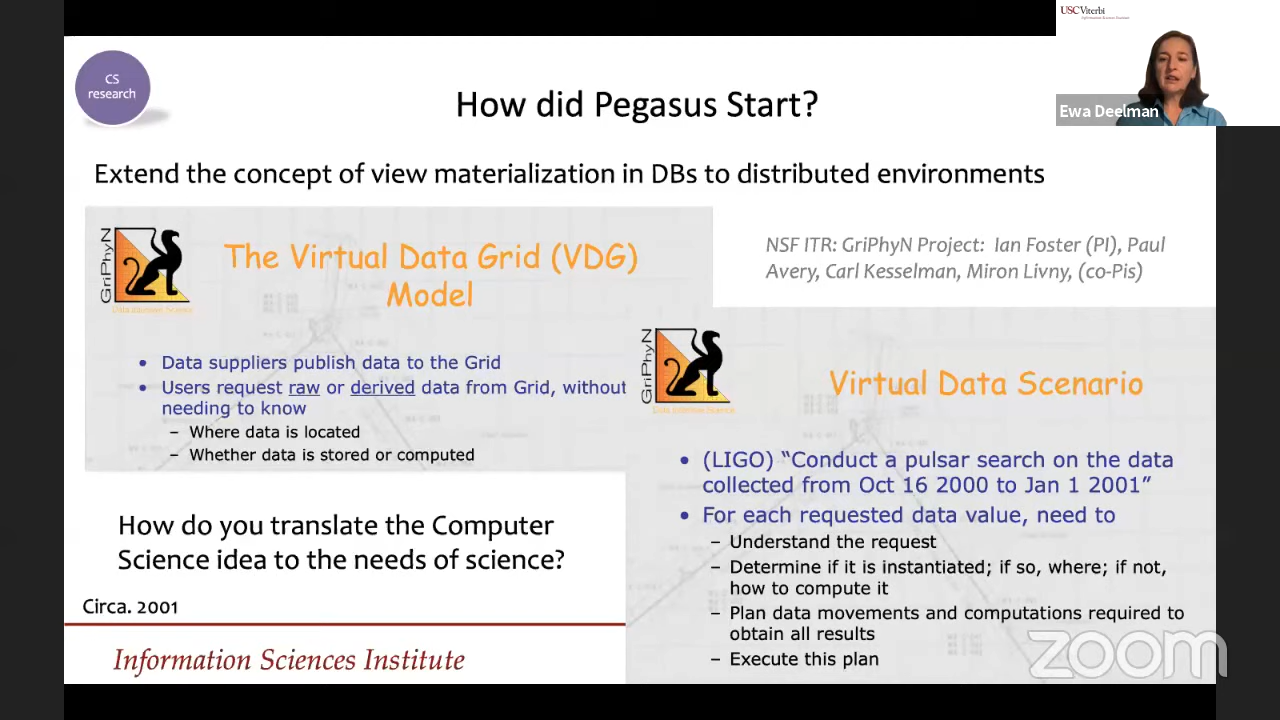 USC Viterbi
Ewa Deelman
CS
research
How did Pegasus Start?
Extend the concept of view materialization in DBs to distributed environments
GriPhyN
Data Intensive Science
The Virtual Data Grid (VDG)
Model
• Data suppliers publish data to the Grid
• Users request raw or derived data from Grid, without
needing to know
– Where data is located
– Whether data is stored or computed
NSF ITR: GriPhyN Project: Ian Foster (PI), Paul
Avery, Carl Kesselman, Miron Livny, (co-Pis)
GriPhyN
Data Intensive Science
Virtual Data Scenario
• (LIGO) “Conduct a pulsar search on the data
collected from Oct 16 2000 to Jan 1 2001”
• For each requested data value, need to
– Understand the request
– Determine if it is instantiated; if so, where; if not,
how to compute it
– Plan data movements and computations required to
obtain all results
– Execute this plan
How do you translate the Computer
Science idea to the needs of science?
Circa. 2001
Information Sciences Institute
zoom